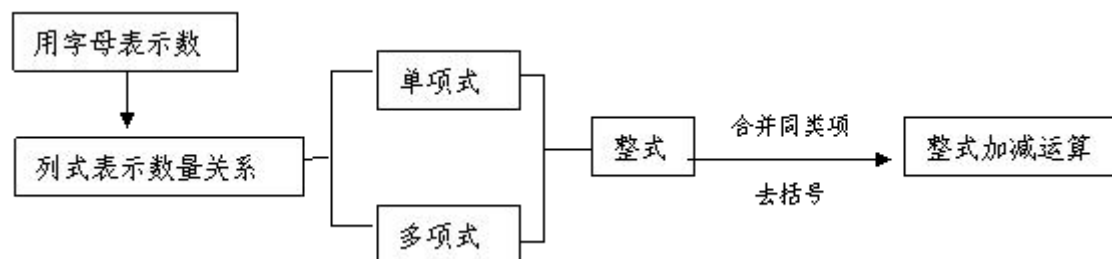 用字母表示数
列式表示数量关系
单项式
多项式
整式
合并同类项
去括号
整式加减运算